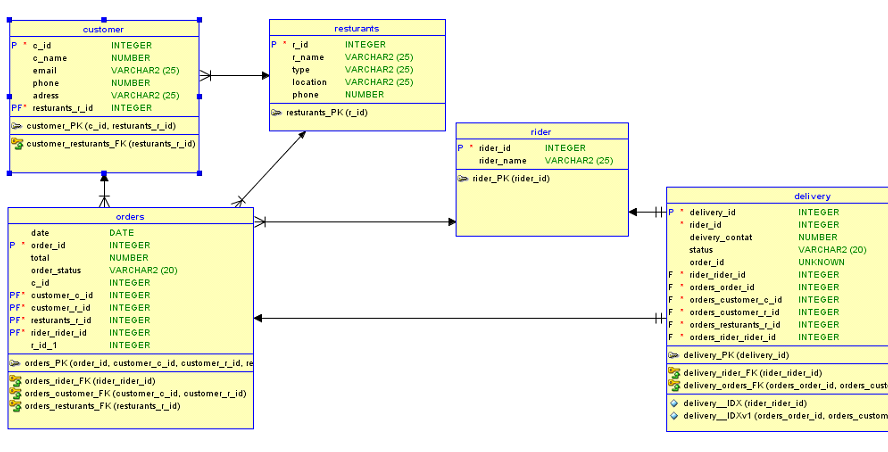 customer
P * c_id INTEGER
c_name NUMBER
email VARCHAR2 (25)
phone NUMBER
adress VARCHAR2 (25)
PF* resturants_r_id INTEGER
customer_PK (c_id, resturants_r_id)
customer_resturants_FK (resturants_r_id)
resturants
P * r_id INTEGER
r_name VARCHAR2 (25)
type VARCHAR2 (25)
location VARCHAR2 (25)
phone NUMBER
resturants_PK (r_id)
rider
P * rider_id INTEGER
rider_name VARCHAR2 (25)
rider_PK (rider_id)
orders
date DATE
P * order_id INTEGER
total NUMBER
order_status VARCHAR2 (20)
c_id INTEGER
PF* customer_c_id INTEGER
PF* customer_r_id INTEGER
PF* resturants_r_id INTEGER
PF* rider_rider_id INTEGER
r_id_1 INTEGER
orders_PK (order_id, customer_c_id, customer_r_id, re
orders_rider_FK (rider_rider_id)
orders_customer_FK (customer_c_id, customer_r_id)
orders_resturants_FK (resturants_r_id)
delivery
P * delivery_id INTEGER
* rider_id INTEGER
deivery_contat NUMBER
status VARCHAR2 (20)
order_id UNKNOWN
F * rider_rider_id INTEGER
F * orders_order_id INTEGER
F * orders_customer_c_id INTEGER
F * orders_customer_r_id INTEGER
F * orders_resturants_r_id INTEGER
F * orders_rider_rider_id INTEGER
delivery_PK (delivery_id)
delivery_rider_FK (rider_rider_id)
delivery_orders_FK (orders_order_id, orders_cust
delivery__IDX (rider_rider_id)
delivery__IDXv1 (orders_order_id, orders_custome